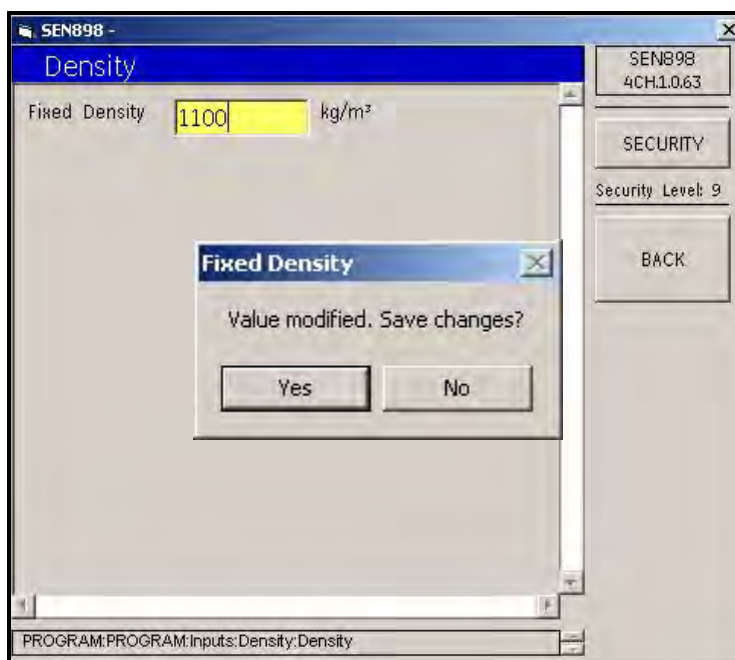 SEN898 -
Density
SEN898
4CH.1.0.63
Fixed Density 1100 kg/m³
SECURITY
Security Level: 9
BACK
Fixed Density
Value modified. Save changes?
Yes No
PROGRAM:PROGRAM:Inputs:Density:Density